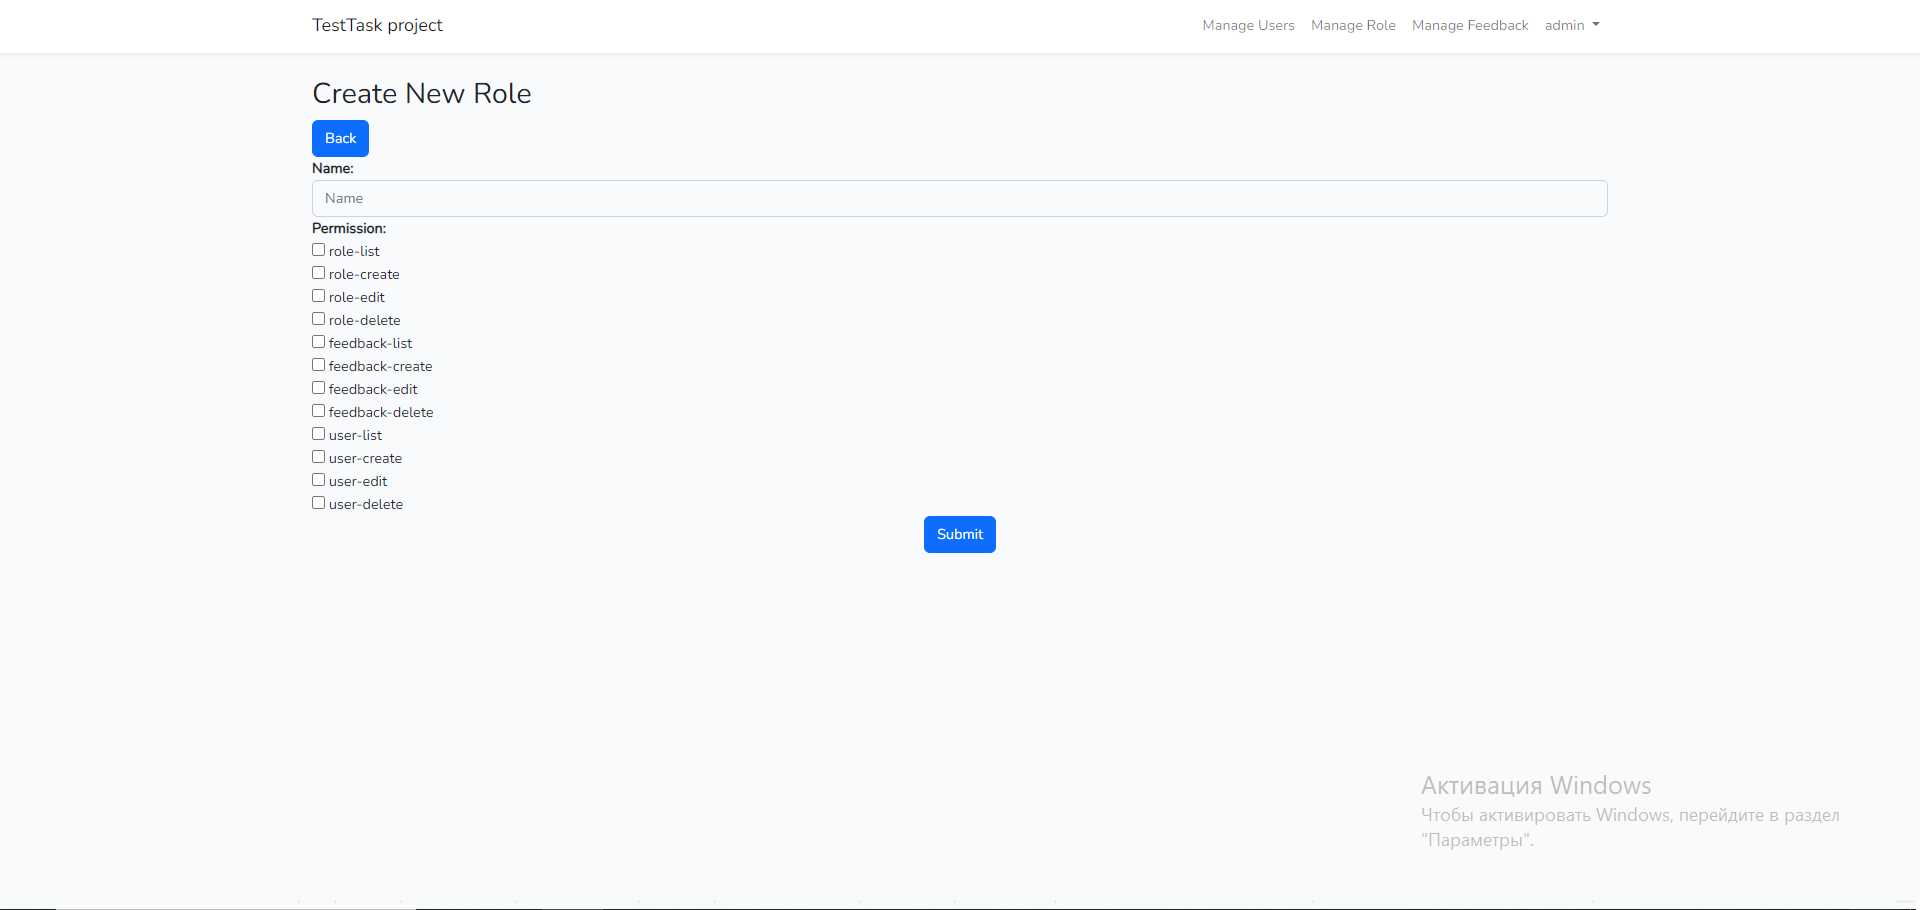 TestTask project
Manage Users
Manage Role
Manage Feedback
admin
Create New Role
Back
Name:
Name
Permission:
role-list
role-create
role-edit
role-delete
feedback-list
feedback-create
feedback-edit
feedback-delete
user-list
user-create
user-edit
user-delete
Submit
Активация Windows
Чтобы активировать Windows, перейдите в раздел
"Параметры".